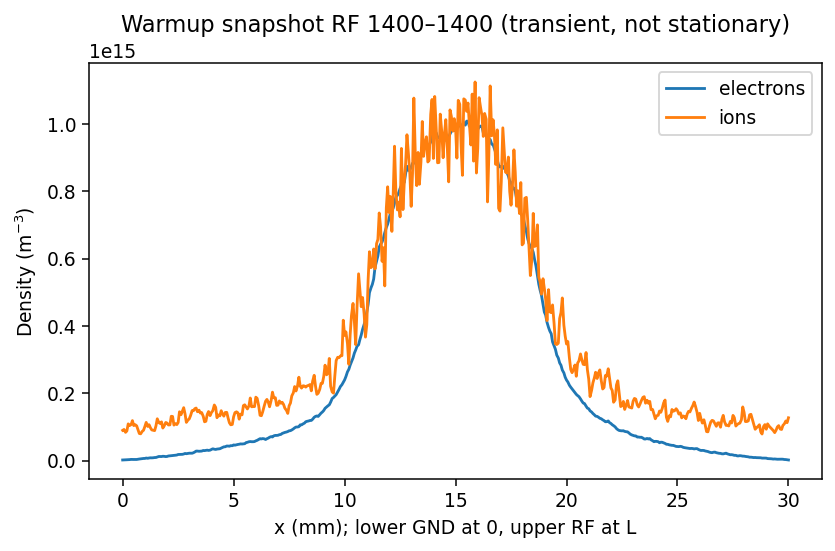 Warmup snapshot RF 1400–1400 (transient, not stationary)
1e15
electrons
ions
1.0
0.8
0.6
0.4
0.2
0.0
Density (m⁻³)
0 5 10 15 20 25 30
x (mm); lower GND at 0, upper RF at L